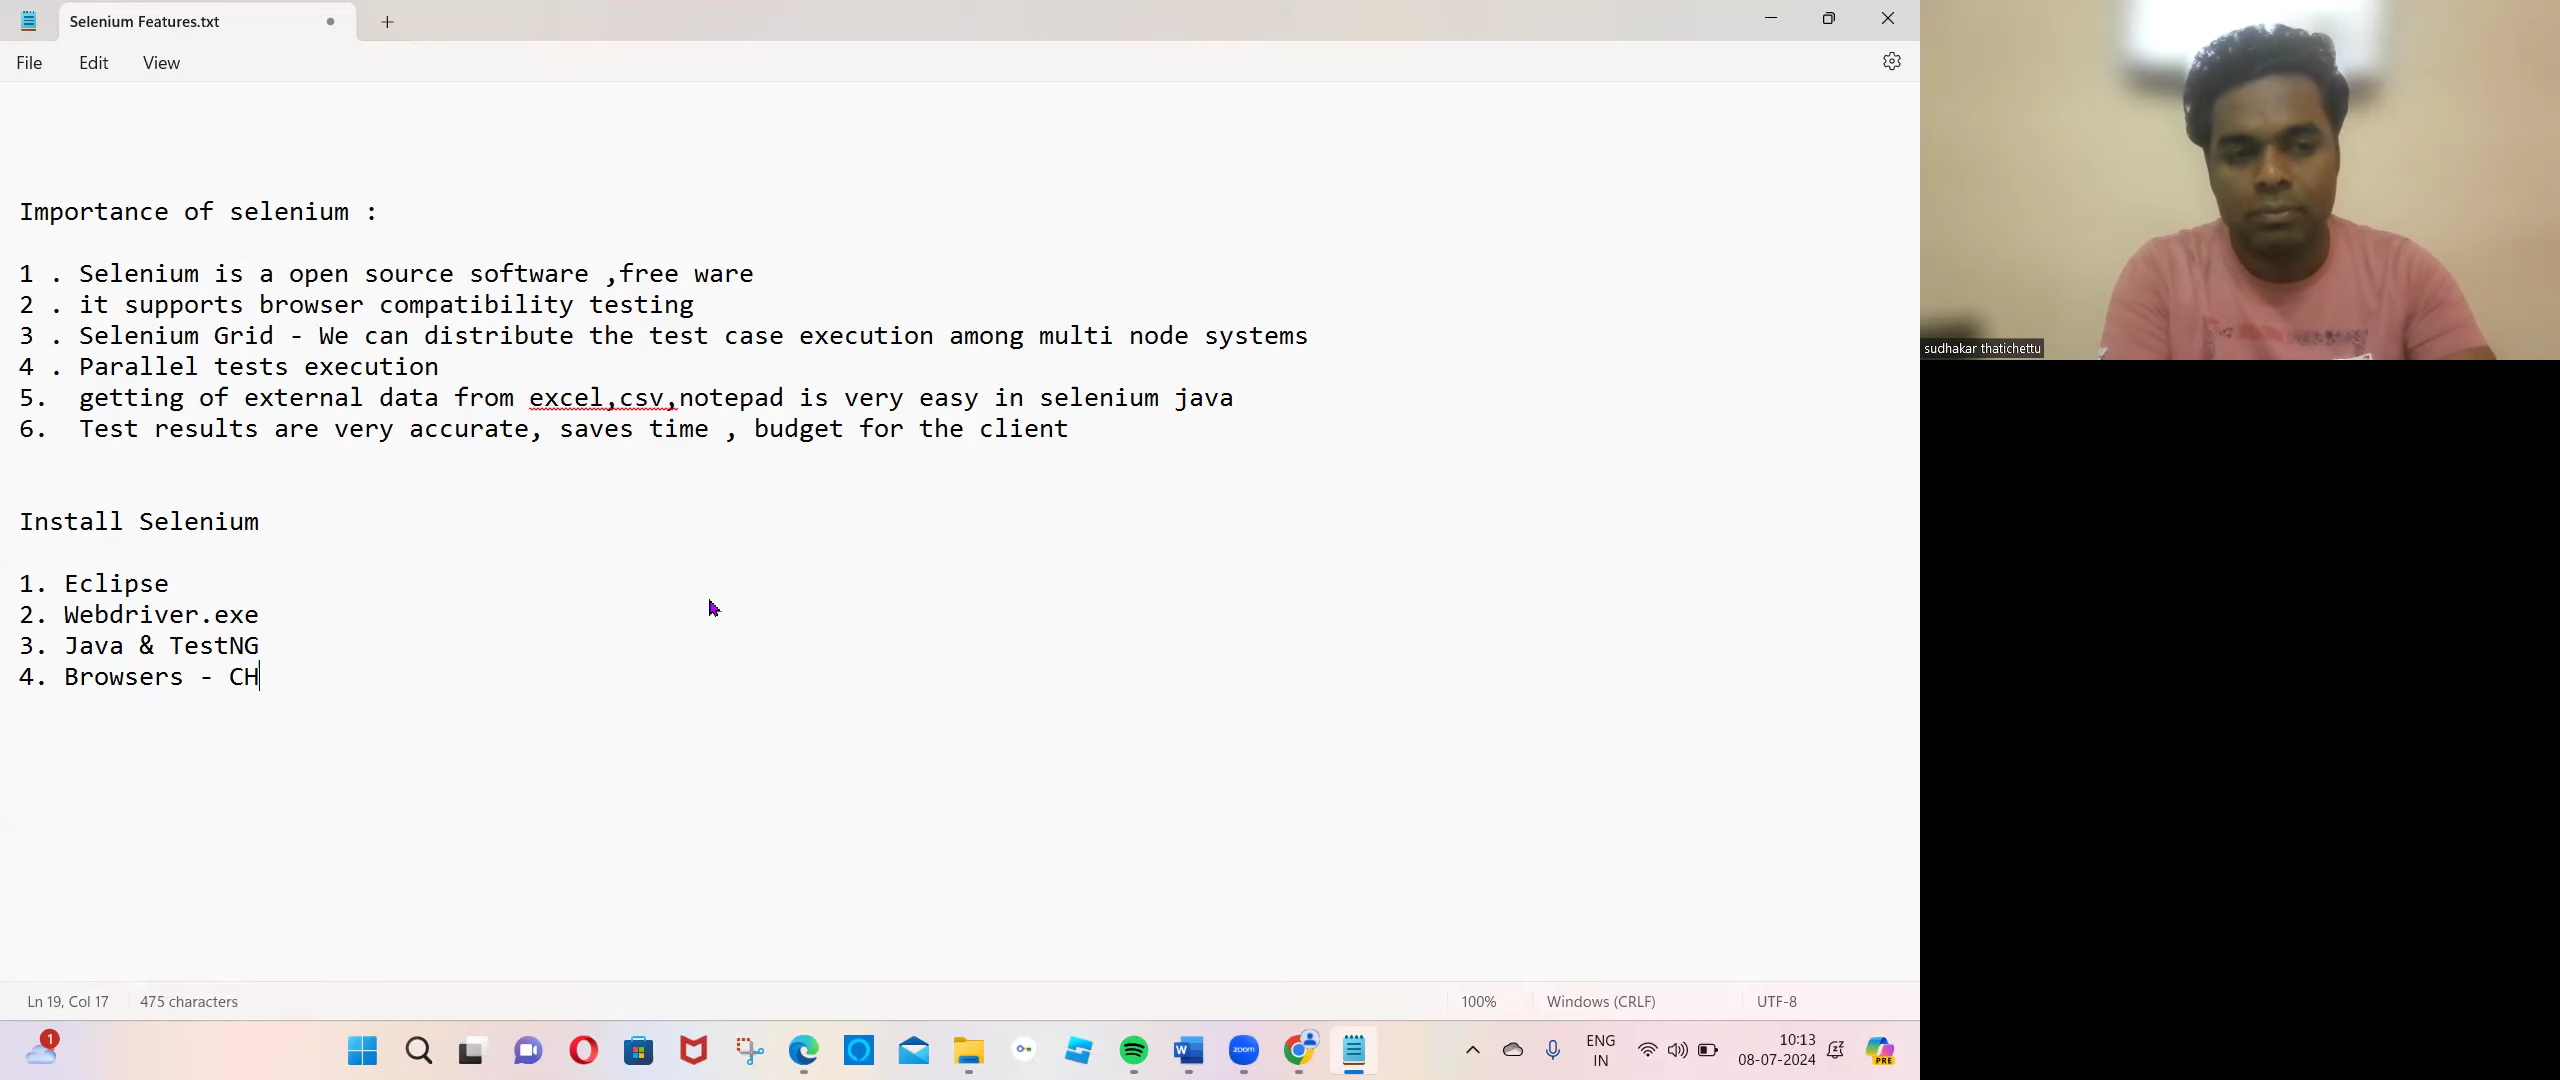 Selenium Features.txt
File Edit View
Importance of selenium :
1 . Selenium is a open source software ,free ware
2 . it supports browser compatibility testing
3 . Selenium Grid - We can distribute the test case execution among multi node systems
4 . Parallel tests execution
5.  getting of external data from excel,csv,notepad is very easy in selenium java
6.  Test results are very accurate, saves time , budget for the client
Install Selenium
1. Eclipse
2. Webdriver.exe
3. Java & TestNG
4. Browsers - CH
Ln 19, Col 17 475 characters 100% Windows (CRLF) UTF-8
1
zoom
ENG
IN
10:13
08-07-2024
PRE
sudhakar thatichettu